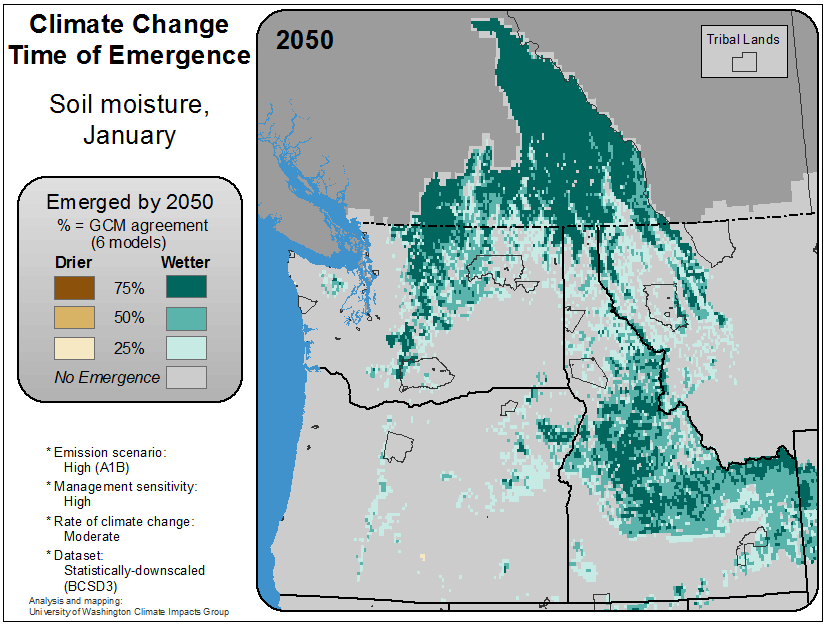 Climate Change
Time of Emergence
Soil moisture,
January
Emerged by 2050
% = GCM agreement
(6 models)
Drier Wetter
75%
50%
25%
No Emergence
* Emission scenario:
High (A1B)
* Management sensitivity:
High
* Rate of climate change:
Moderate
* Dataset:
Statistically-downscaled
(BCSD3)
Analysis and mapping:
University of Washington Climate Impacts Group
2050
Tribal Lands